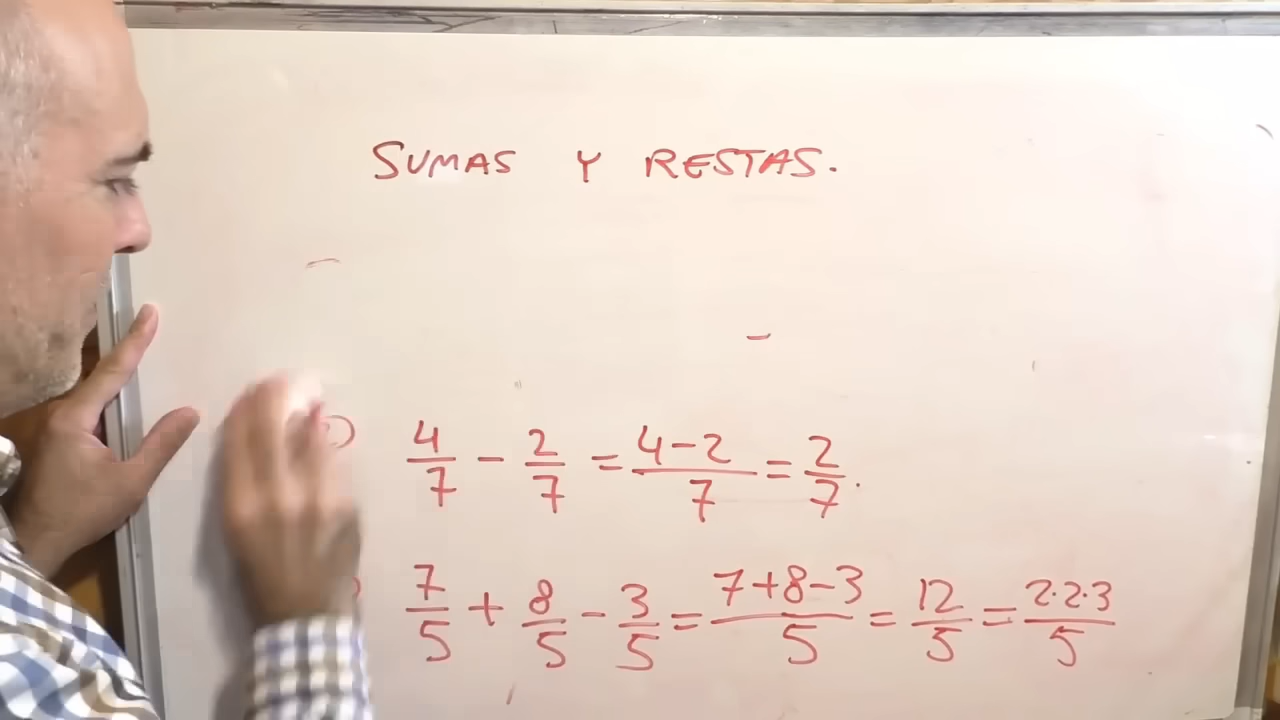 SUMAS Y RESTAS.
4/7 - 2/7 = (4-2)/7 = 2/7.
7/5 + 8/5 - 3/5 = (7+8-3)/5 = 12/5 = (2·2·3)/5